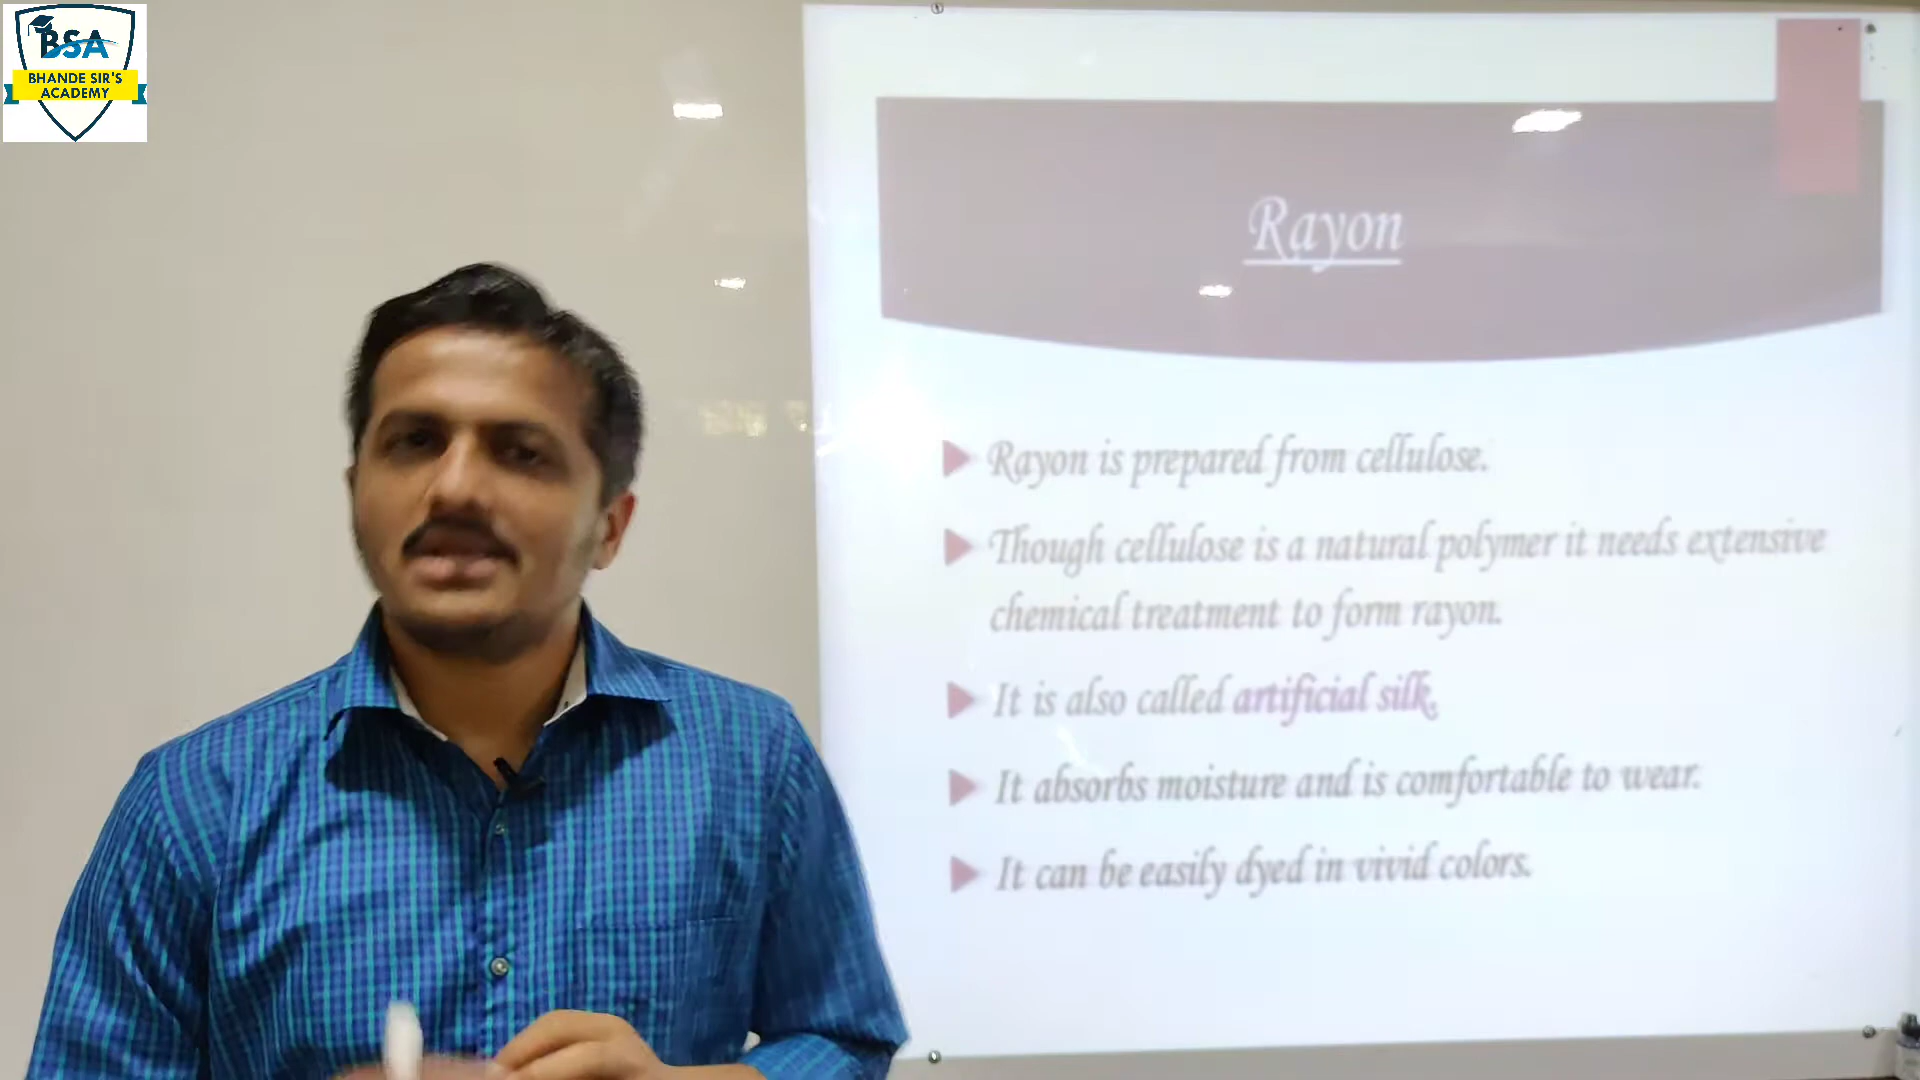 BSA
BHANDE SIR'S
ACADEMY
Rayon
Rayon is prepared from cellulose.
Though cellulose is a natural polymer it needs extensive
chemical treatment to form rayon.
It is also called artificial silk.
It absorbs moisture and is comfortable to wear.
It can be easily dyed in vivid colors.